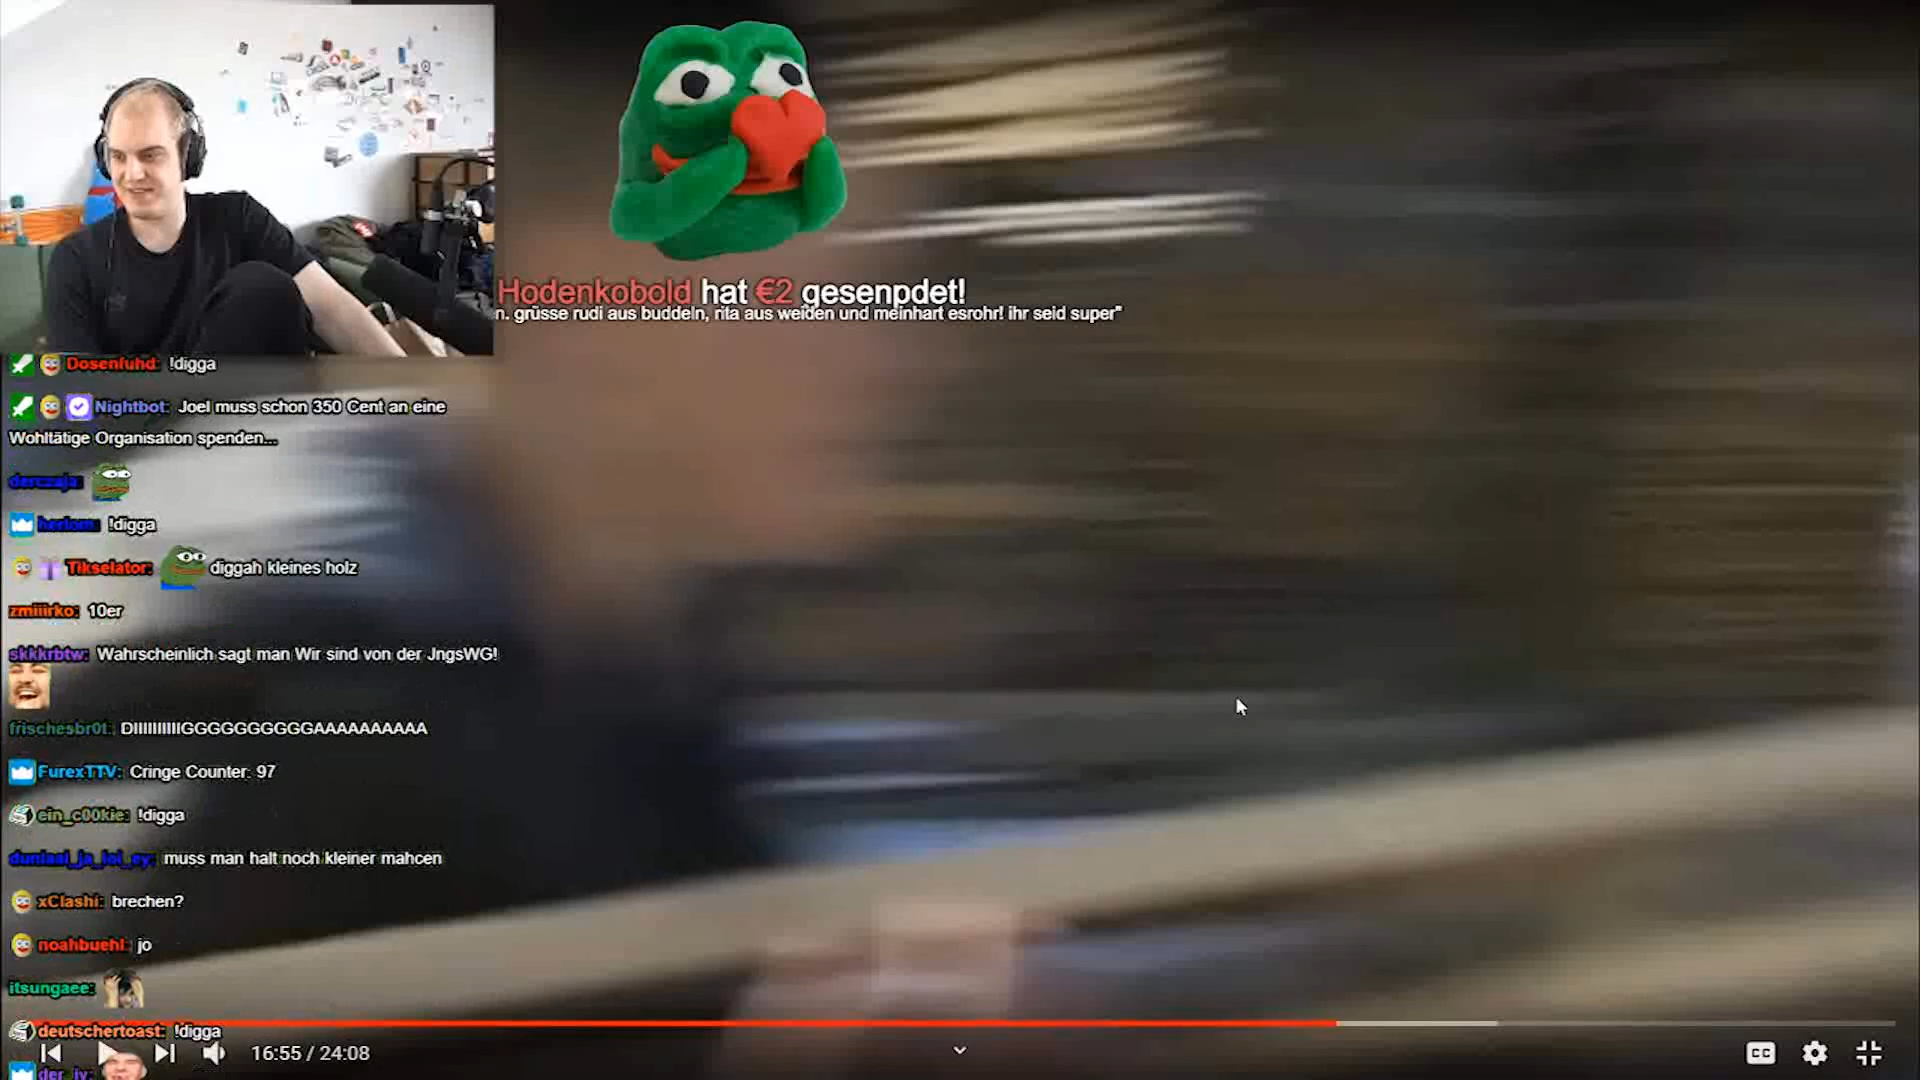 Hodenkobold hat €2 gesenpdet!
n. grüsse rudi aus buddeln, rita aus weiden und meinhart esrohr! ihr seid super"
Dosenfuhd: !digga
Nightbot: Joel muss schon 350 Cent an eine
Wohltätige Organisation spenden...
derczaja:
herlom: !digga
Tikselator: diggah kleines holz
zmiiirko: 10er
skkkrbtw: Wahrscheinlich sagt man Wir sind von der JngsWG!
frischesbr0t: DIIIIIIIIIIGGGGGGGGGGAAAAAAAAAA
FurexTTV: Cringe Counter: 97
ein_c00kie: !digga
muss man halt noch kleiner mahcen
xClashi: brechen?
noahbuehl: jo
itsungaee:
deutschertoast: !digga
16:55 / 24:08
CC